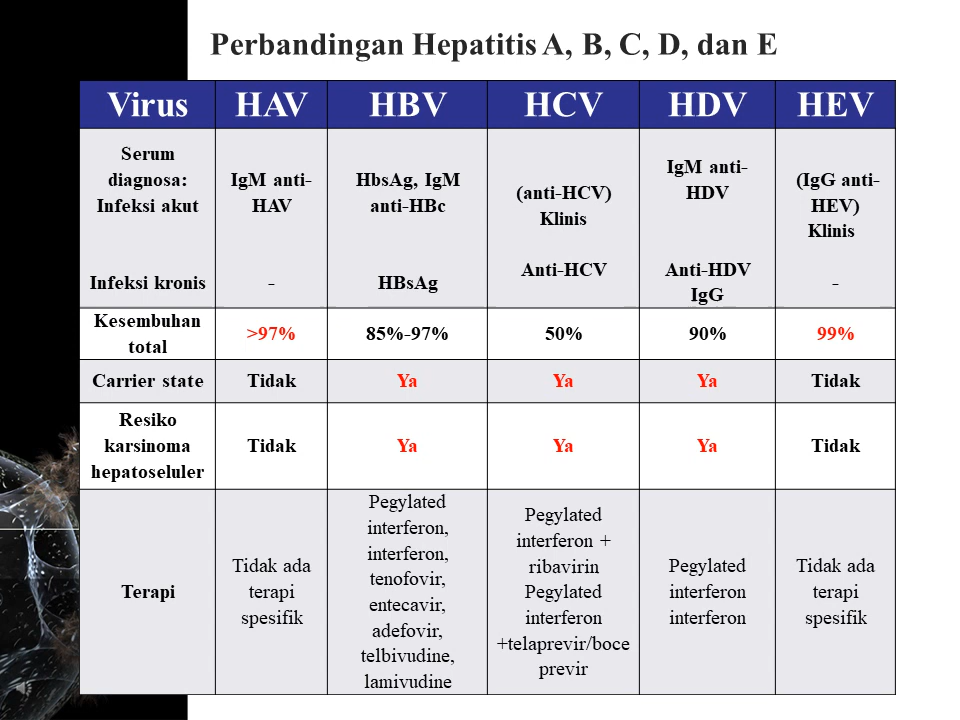 Perbandingan Hepatitis A, B, C, D, dan E
Virus HAV HBV HCV HDV HEV
Serum
diagnosa:
Infeksi akut
Infeksi kronis
IgM anti-
HAV
-
HbsAg, IgM
anti-HBc
HBsAg
(anti-HCV)
Klinis
Anti-HCV
IgM anti-
HDV
Anti-HDV
IgG
(IgG anti-
HEV)
Klinis
-
Kesembuhan
total
>97% 85%-97% 50% 90% 99%
Carrier state Tidak Ya Ya Ya Tidak
Resiko
karsinoma
hepatoseluler
Tidak Ya Ya Ya Tidak
Terapi
Tidak ada
terapi
spesifik
Pegylated
interferon,
interferon,
tenofovir,
entecavir,
adefovir,
telbivudine,
lamivudine
Pegylated
interferon +
ribavirin
Pegylated
interferon
+telaprevir/boce
previr
Pegylated
interferon
interferon
Tidak ada
terapi
spesifik